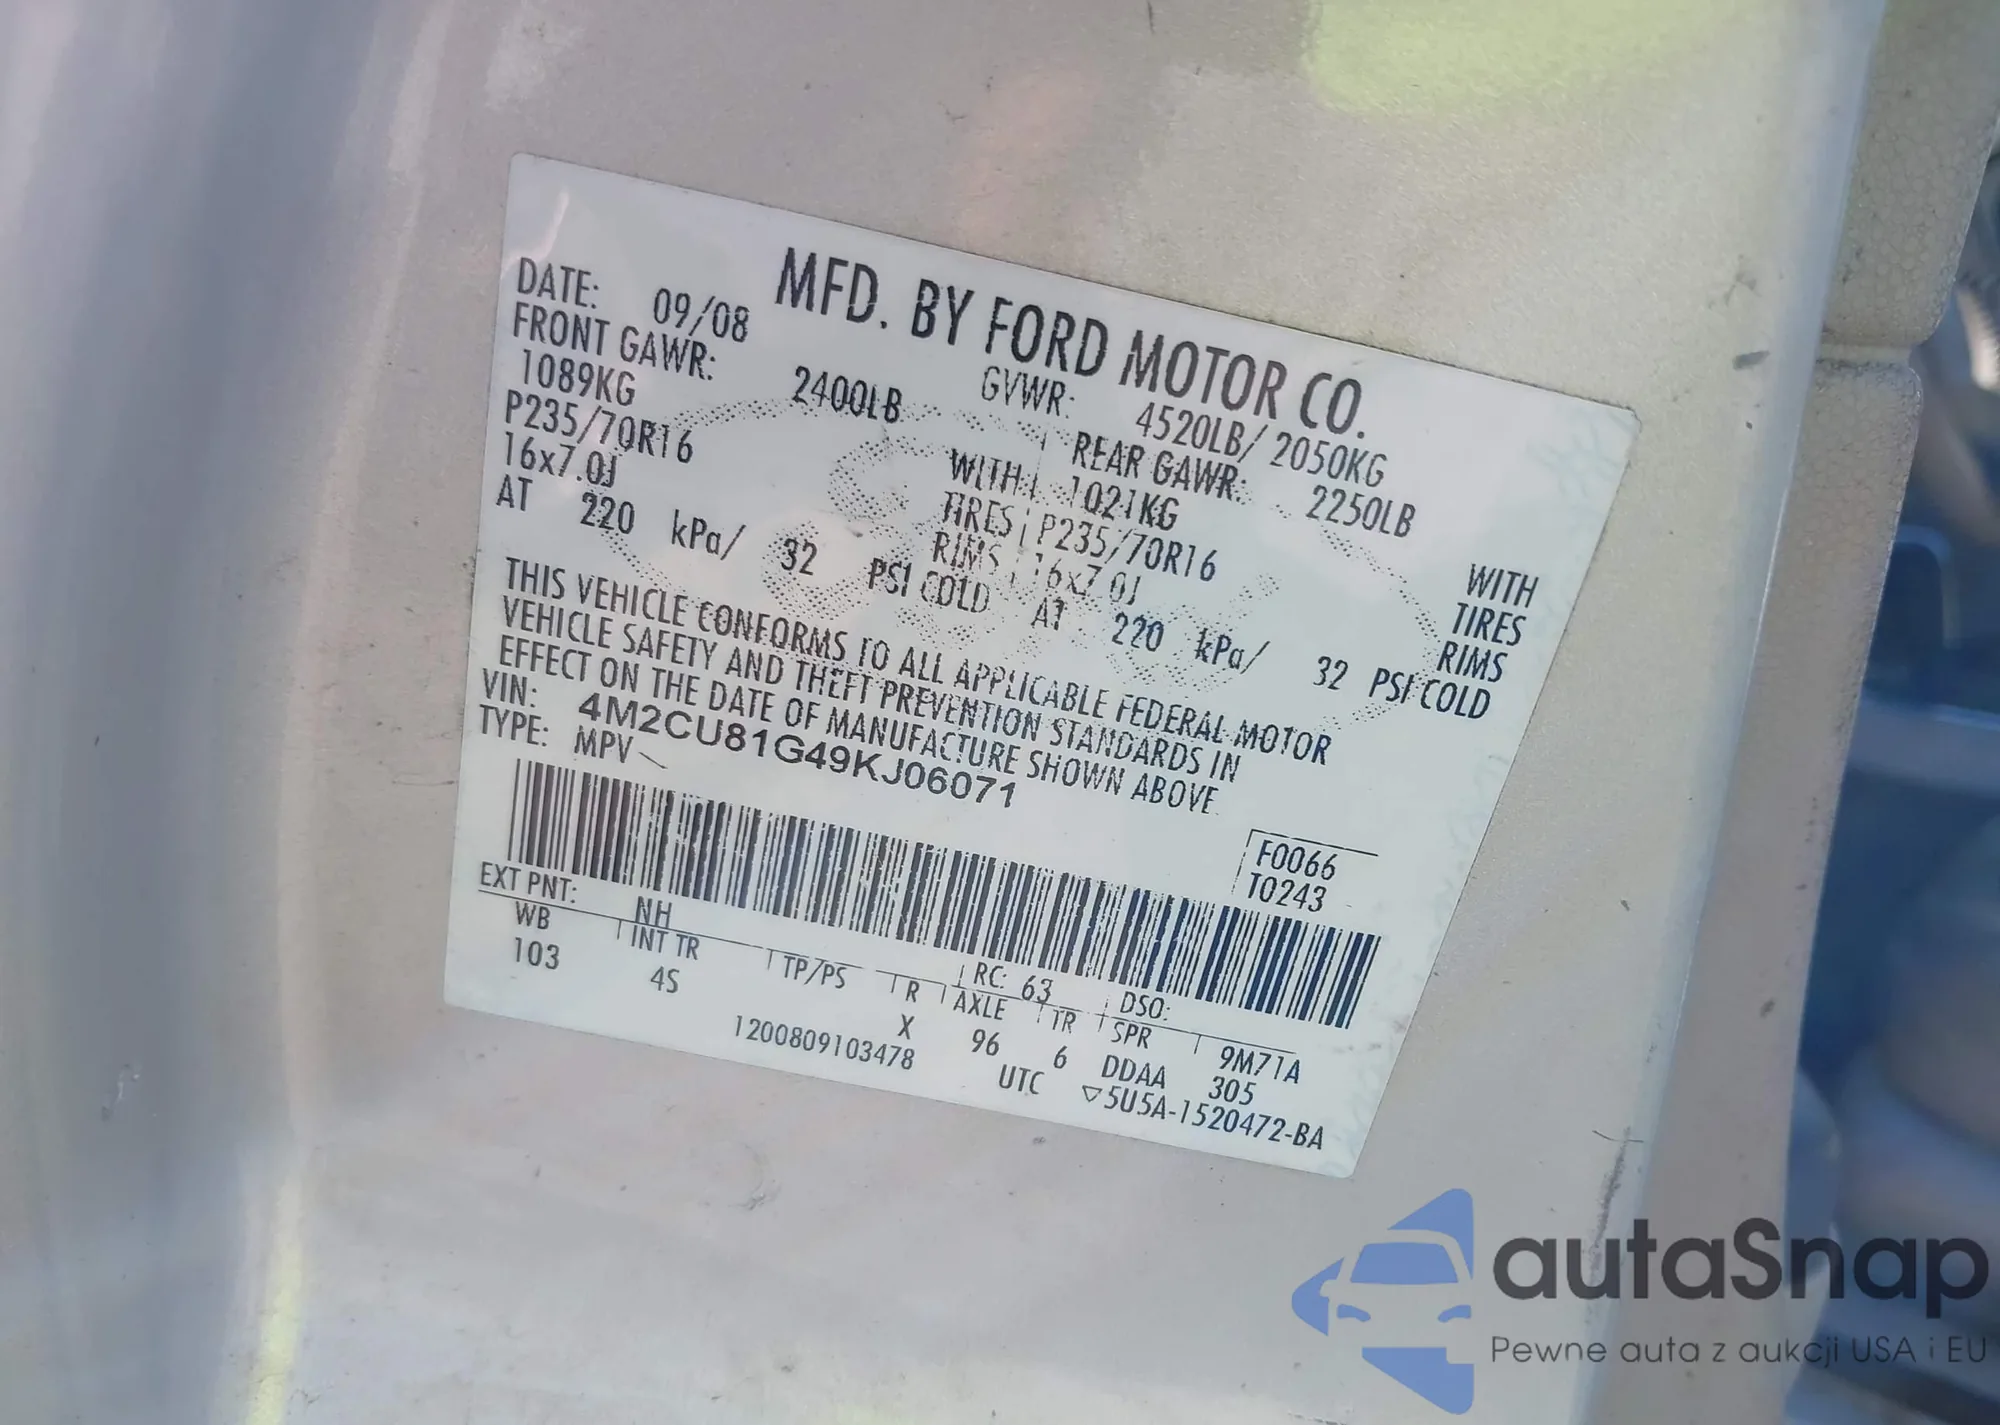 MFD. BY FORD MOTOR CO.
DATE: 09/08 GVWR: 4520LB/ 2050KG
FRONT GAWR: 2400LB REAR GAWR: 2250LB
1089KG WITH 1021KG WITH
P235/70R16 TIRES P235/70R16 TIRES
16x7.0J RIMS 16x7.0J RIMS
AT 220 kPa/ 32 PSI COLD AT 220 kPa/ 32 PSI COLD
THIS VEHICLE CONFORMS TO ALL APPLICABLE FEDERAL MOTOR
VEHICLE SAFETY AND THEFT PREVENTION STANDARDS IN
EFFECT ON THE DATE OF MANUFACTURE SHOWN ABOVE.
VIN: 4M2CU81G49KJ06071
TYPE: MPV
F0066
T0243
EXT PNT: NH RC: 63 DSO:
WB INT TR TP/PS R AXLE TR SPR 9M71A
103 4S X 96 6 DDAA 305
1200809103478 UTC ▽5U5A-1520472-BA
autaSnap
Pewne auta z aukcji USA i EU